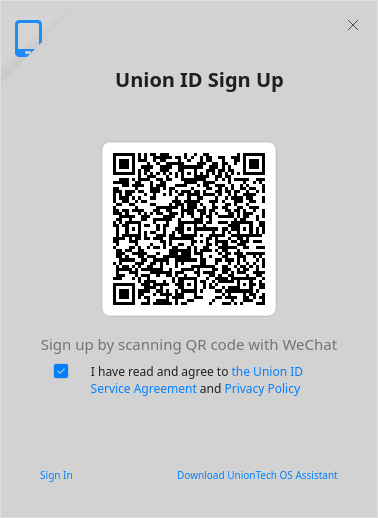 Union ID Sign Up
Sign up by scanning QR code with WeChat
I have read and agree to the Union ID
Service Agreement and Privacy Policy
Sign In
Download UnionTech OS Assistant